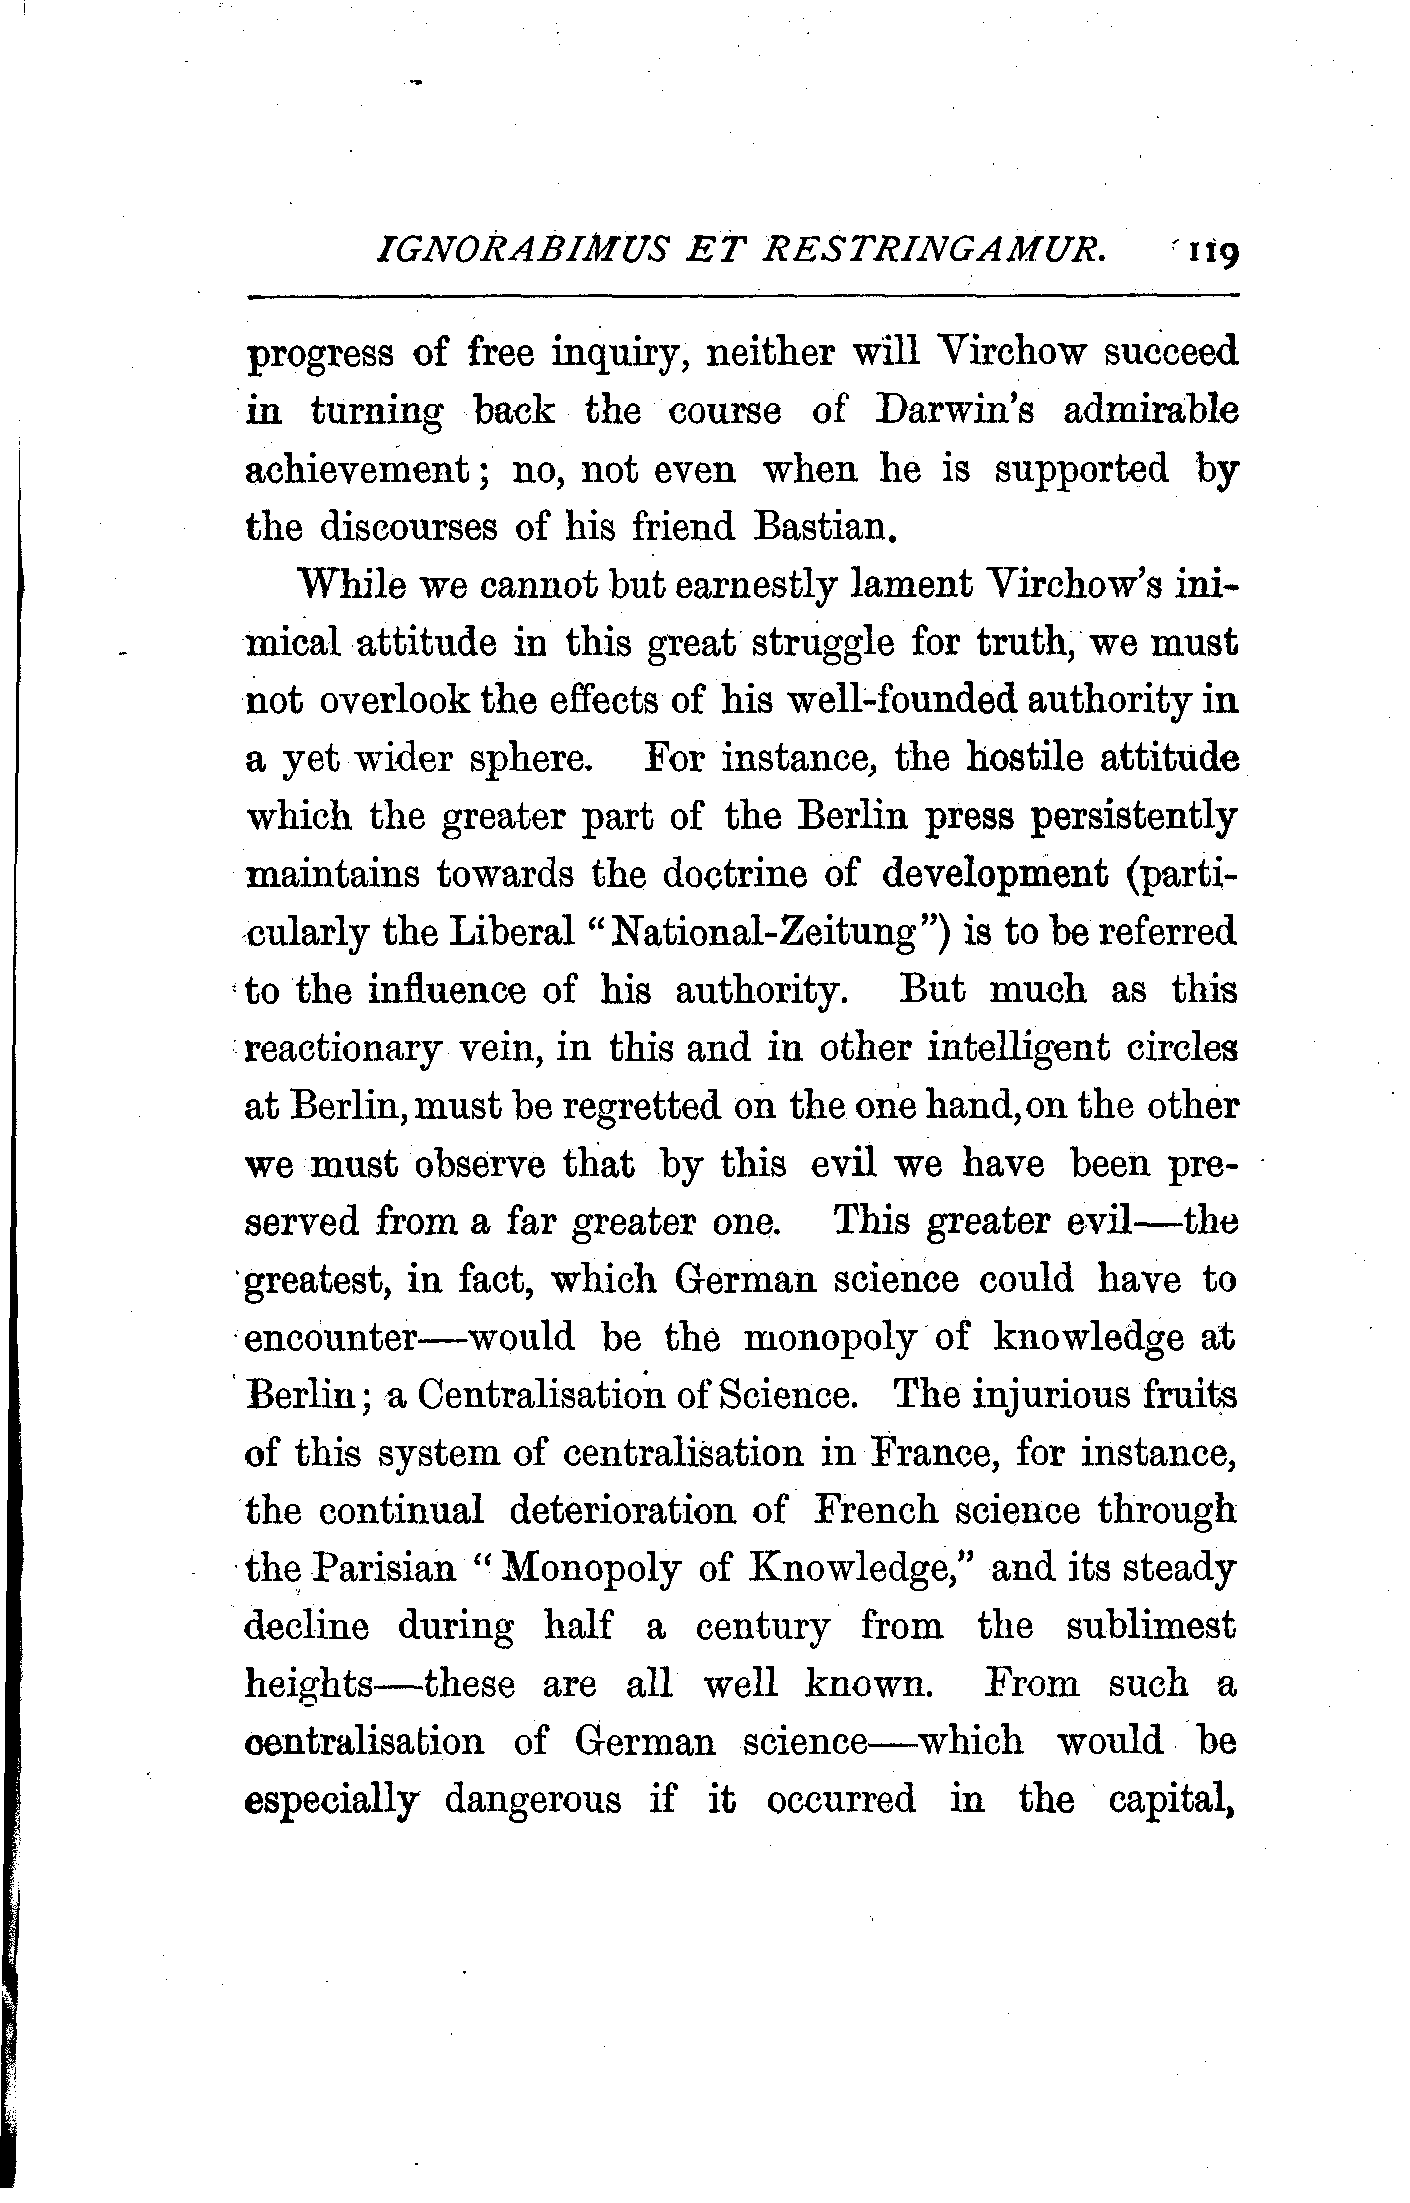 IGNORABIMUS ET RESTRINGAMUR. 119
progress of free inquiry, neither will Virchow succeed
in turning back the course of Darwin's admirable
achievement; no, not even when he is supported by
the discourses of his friend Bastian.
While we cannot but earnestly lament Virchow's ini-
mical attitude in this great struggle for truth, we must
not overlook the effects of his well-founded authority in
a yet wider sphere. For instance, the hostile attitude
which the greater part of the Berlin press persistently
maintains towards the doctrine of development (parti-
cularly the Liberal “National-Zeitung”) is to be referred
to the influence of his authority. But much as this
reactionary vein, in this and in other intelligent circles
at Berlin, must be regretted on the one hand, on the other
we must observe that by this evil we have been pre-
served from a far greater one. This greater evil—the
greatest, in fact, which German science could have to
encounter—would be the monopoly of knowledge at
Berlin; a Centralisation of Science. The injurious fruits
of this system of centralisation in France, for instance,
the continual deterioration of French science through
the Parisian “Monopoly of Knowledge,” and its steady
decline during half a century from the sublimest
heights—these are all well known. From such a
centralisation of German science—which would be
especially dangerous if it occurred in the capital,